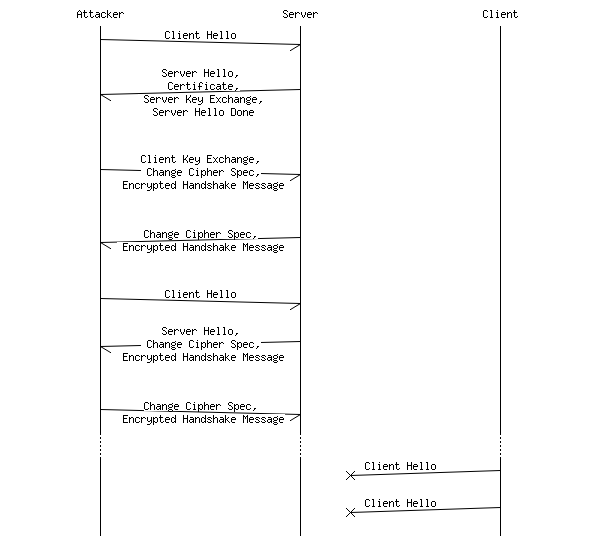 Attacker Server Client
Client Hello
Server Hello,
Certificate,
Server Key Exchange,
Server Hello Done
Client Key Exchange,
Change Cipher Spec,
Encrypted Handshake Message
Change Cipher Spec,
Encrypted Handshake Message
Client Hello
Server Hello,
Change Cipher Spec,
Encrypted Handshake Message
Change Cipher Spec,
Encrypted Handshake Message
Client Hello
Client Hello